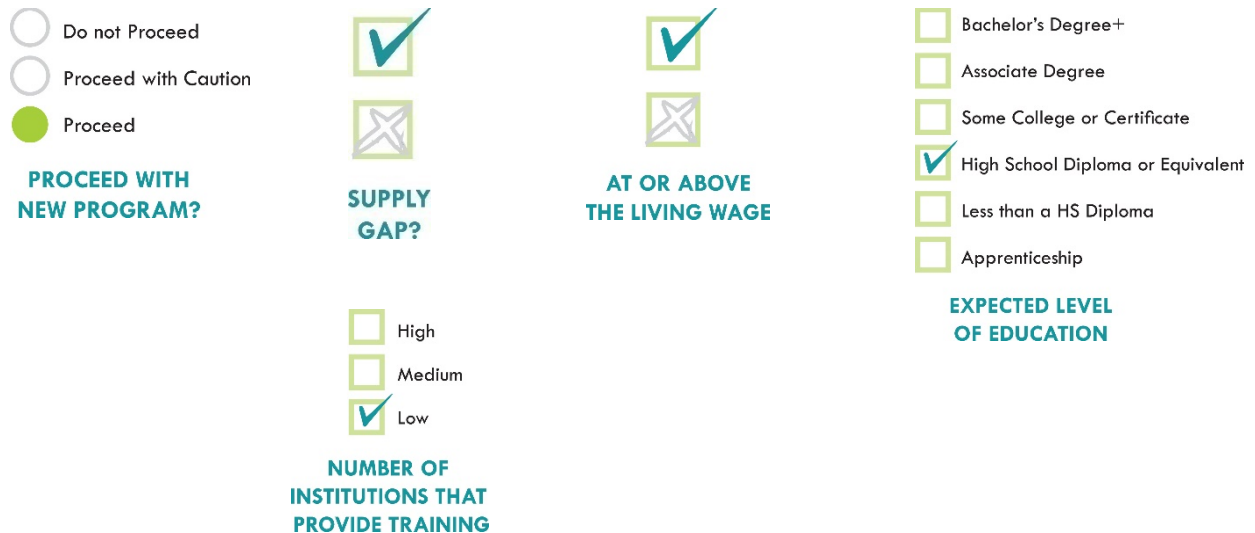 Do not Proceed
Proceed with Caution
Proceed
PROCEED WITH
NEW PROGRAM?
SUPPLY
GAP?
AT OR ABOVE
THE LIVING WAGE
Bachelor's Degree+
Associate Degree
Some College or Certificate
High School Diploma or Equivalent
Less than a HS Diploma
Apprenticeship
EXPECTED LEVEL
OF EDUCATION
High
Medium
Low
NUMBER OF
INSTITUTIONS THAT
PROVIDE TRAINING